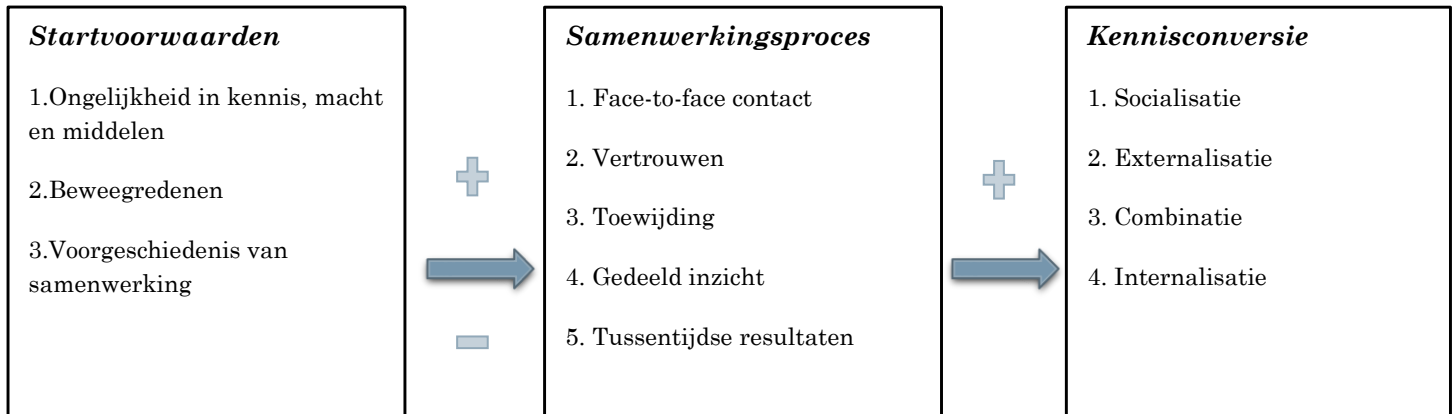 Startvoorwaarden
1.Ongelijkheid in kennis, macht
en middelen
2.Beweegredenen
3.Voorgeschiedenis van
samenwerking
Samenwerkingsproces
1. Face-to-face contact
2. Vertrouwen
3. Toewijding
4. Gedeeld inzicht
5. Tussentijdse resultaten
Kennisconversie
1. Socialisatie
2. Externalisatie
3. Combinatie
4. Internalisatie